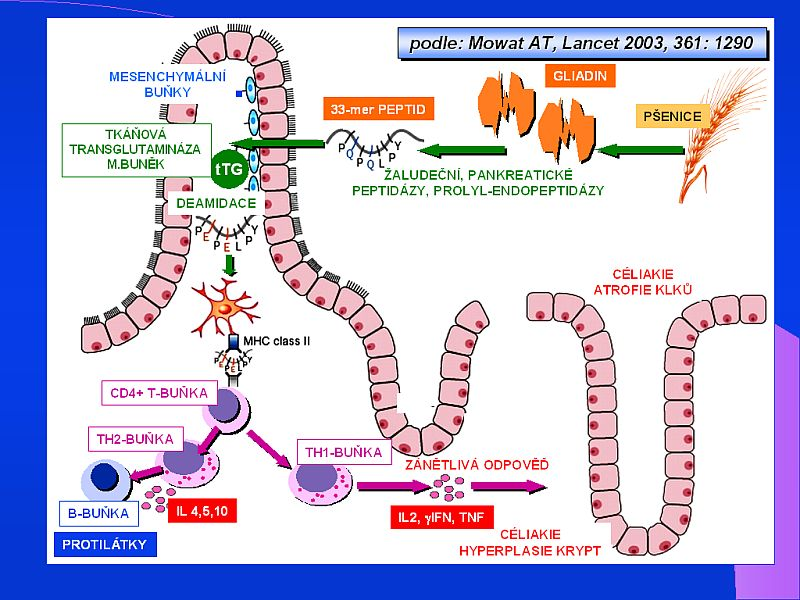 podle: Mowat AT, Lancet 2003, 361: 1290
MESENCHYMÁLNÍ
BUŇKY
GLIADIN
33-mer PEPTID
PŠENICE
TKÁŇOVÁ
TRANSGLUTAMINÁZA
M.BUNĚK
tTG
P Q P Q L P Y
ŽALUDEČNÍ, PANKREATICKÉ
PEPTIDÁZY, PROLYL-ENDOPEPTIDÁZY
DEAMIDACE
P E P E L P Y
CÉLIAKIE
ATROFIE KLKŮ
MHC class II
P E P E L P Y
CD4+ T-BUŇKA
TH2-BUŇKA
TH1-BUŇKA
ZÁNĚTLIVÁ ODPOVĚĎ
B-BUŇKA
IL 4,5,10
IL2, γIFN, TNF
PROTILÁTKY
CÉLIAKIE
HYPERPLASIE KRYPT